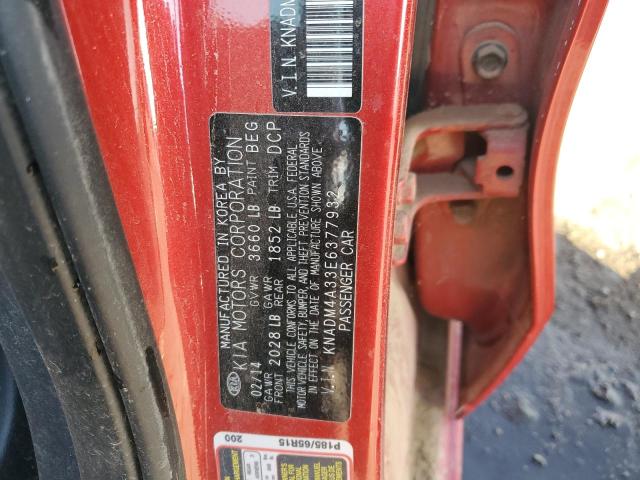 V.I.N. KNADM
MANUFACTURED IN KOREA BY
KIA MOTORS CORPORATION
KIA
02/14 GVWR 3660 LB PAINT BEG
GAWR FRONT 2028 LB GAWR REAR 1852 LB TRIM DCP
THIS VEHICLE CONFORMS TO ALL APPLICABLE U.S.A. FEDERAL
MOTOR VEHICLE SAFETY, BUMPER, AND THEFT PREVENTION STANDARDS
IN EFFECT ON THE DATE OF MANUFACTURE SHOWN ABOVE
V.I.N. KNADM4A33E6377932
PASSENGER CAR
P185/65R15
200